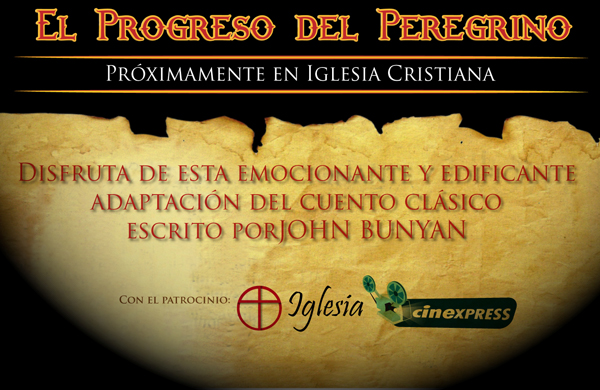 El Progreso del Peregrino
Próximamente en Iglesia Cristiana
Disfruta de esta emocionante y edificante
adaptación del cuento clásico
escrito porJOHN BUNYAN
Con el patrocinio:
Iglesia
cinexpress